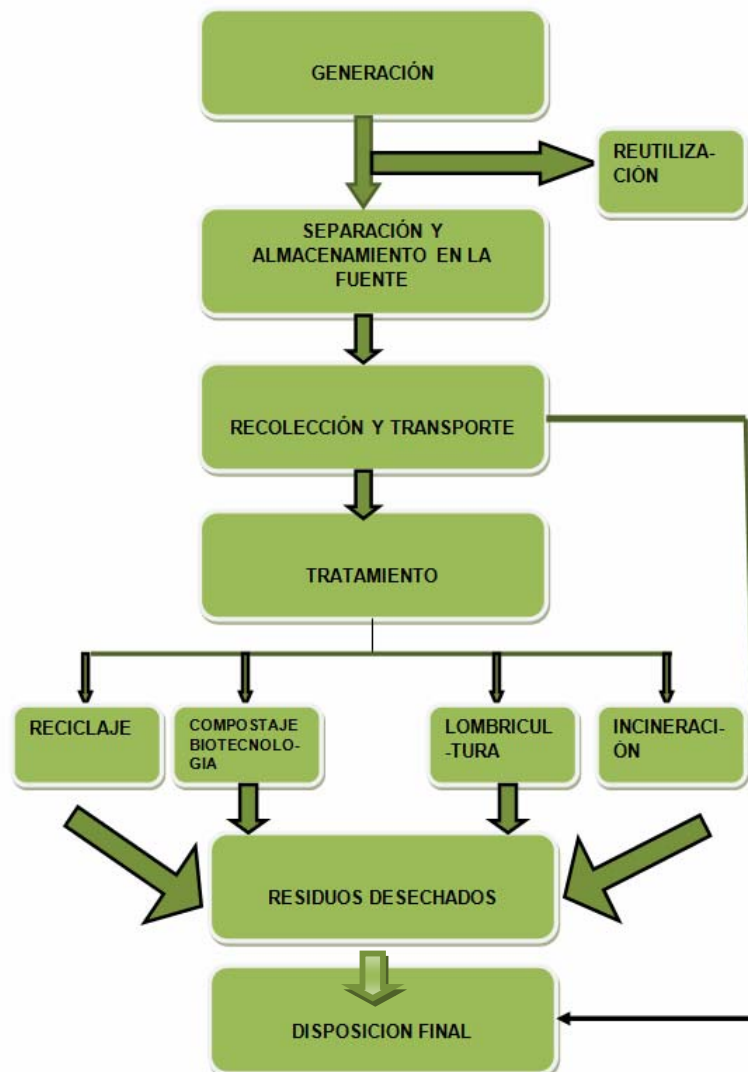 GENERACIÓN
REUTILIZA-
CIÓN
SEPARACIÓN Y
ALMACENAMIENTO EN LA
FUENTE
RECOLECCIÓN Y TRANSPORTE
TRATAMIENTO
RECICLAJE
COMPOSTAJE
BIOTECNOLO-
GIA
LOMBRICUL
-TURA
INCINERACI-
ÓN
RESIDUOS DESECHADOS
DISPOSICION FINAL